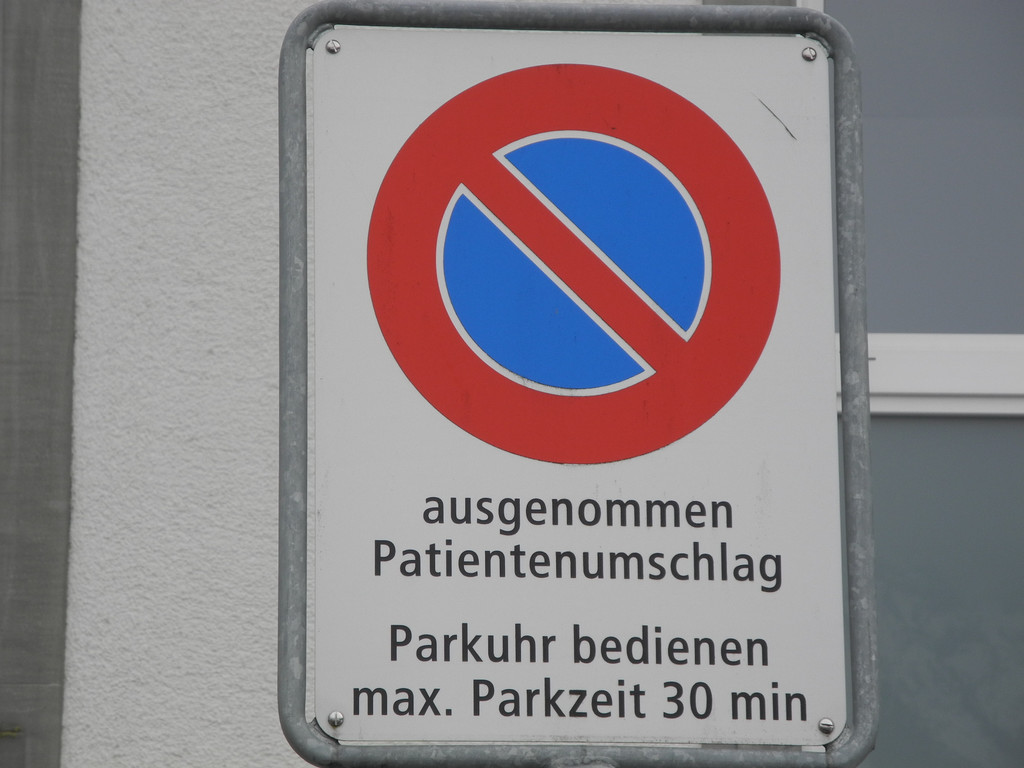 ausgenommen
Patientenumschlag
Parkuhr bedienen
max. Parkzeit 30 min